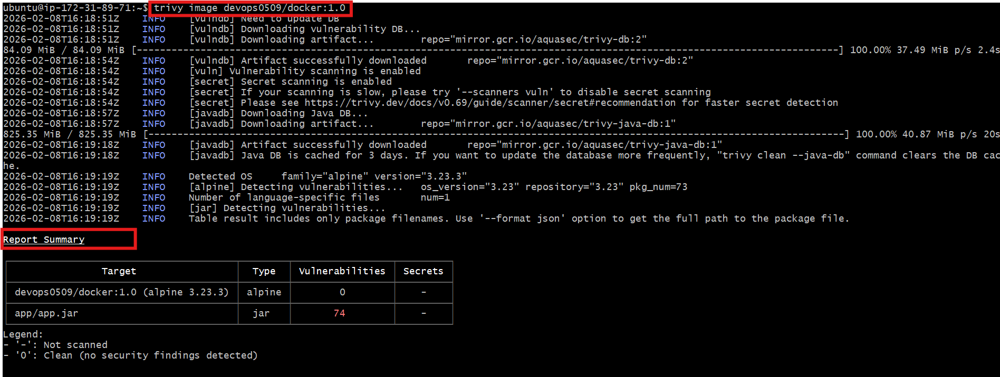 ubuntu@ip-172-31-89-71:~$ trivy image devops0509/docker:1.0
2026-02-08T16:18:51Z    INFO    [vulndb] Need to update DB
2026-02-08T16:18:51Z    INFO    [vulndb] Downloading vulnerability DB...
2026-02-08T16:18:51Z    INFO    [vulndb] Downloading artifact...        repo="mirror.gcr.io/aquasec/trivy-db:2"
84.09 MiB / 84.09 MiB [-------------------------------------------------------------------------------------------------------------------------] 100.00% 37.49 MiB p/s 2.4s
2026-02-08T16:18:54Z    INFO    [vulndb] Artifact successfully downloaded       repo="mirror.gcr.io/aquasec/trivy-db:2"
2026-02-08T16:18:54Z    INFO    [vuln] Vulnerability scanning is enabled
2026-02-08T16:18:54Z    INFO    [secret] Secret scanning is enabled
2026-02-08T16:18:54Z    INFO    [secret] If your scanning is slow, please try '--scanners vuln' to disable secret scanning
2026-02-08T16:18:54Z    INFO    [secret] Please see https://trivy.dev/docs/v0.69/guide/scanner/secret#recommendation for faster secret detection
2026-02-08T16:18:57Z    INFO    [javadb] Downloading Java DB...
2026-02-08T16:18:57Z    INFO    [javadb] Downloading artifact...        repo="mirror.gcr.io/aquasec/trivy-java-db:1"
825.35 MiB / 825.35 MiB [------------------------------------------------------------------------------------------------------------------------] 100.00% 40.87 MiB p/s 20s
2026-02-08T16:19:18Z    INFO    [javadb] Artifact successfully downloaded       repo="mirror.gcr.io/aquasec/trivy-java-db:1"
2026-02-08T16:19:18Z    INFO    [javadb] Java DB is cached for 3 days. If you want to update the database more frequently, "trivy clean --java-db" command clears the DB cac
he.
2026-02-08T16:19:19Z    INFO    Detected OS     family="alpine" version="3.23.3"
2026-02-08T16:19:19Z    INFO    [alpine] Detecting vulnerabilities...   os_version="3.23" repository="3.23" pkg_num=73
2026-02-08T16:19:19Z    INFO    Number of language-specific files       num=1
2026-02-08T16:19:19Z    INFO    [jar] Detecting vulnerabilities...
2026-02-08T16:19:19Z    INFO    Table result includes only package filenames. Use '--format json' option to get the full path to the package file.
Report Summary
Target Type Vulnerabilities Secrets
devops0509/docker:1.0 (alpine 3.23.3) alpine 0 -
app/app.jar jar 74 -
Legend:
- '-': Not scanned
- '0': Clean (no security findings detected)